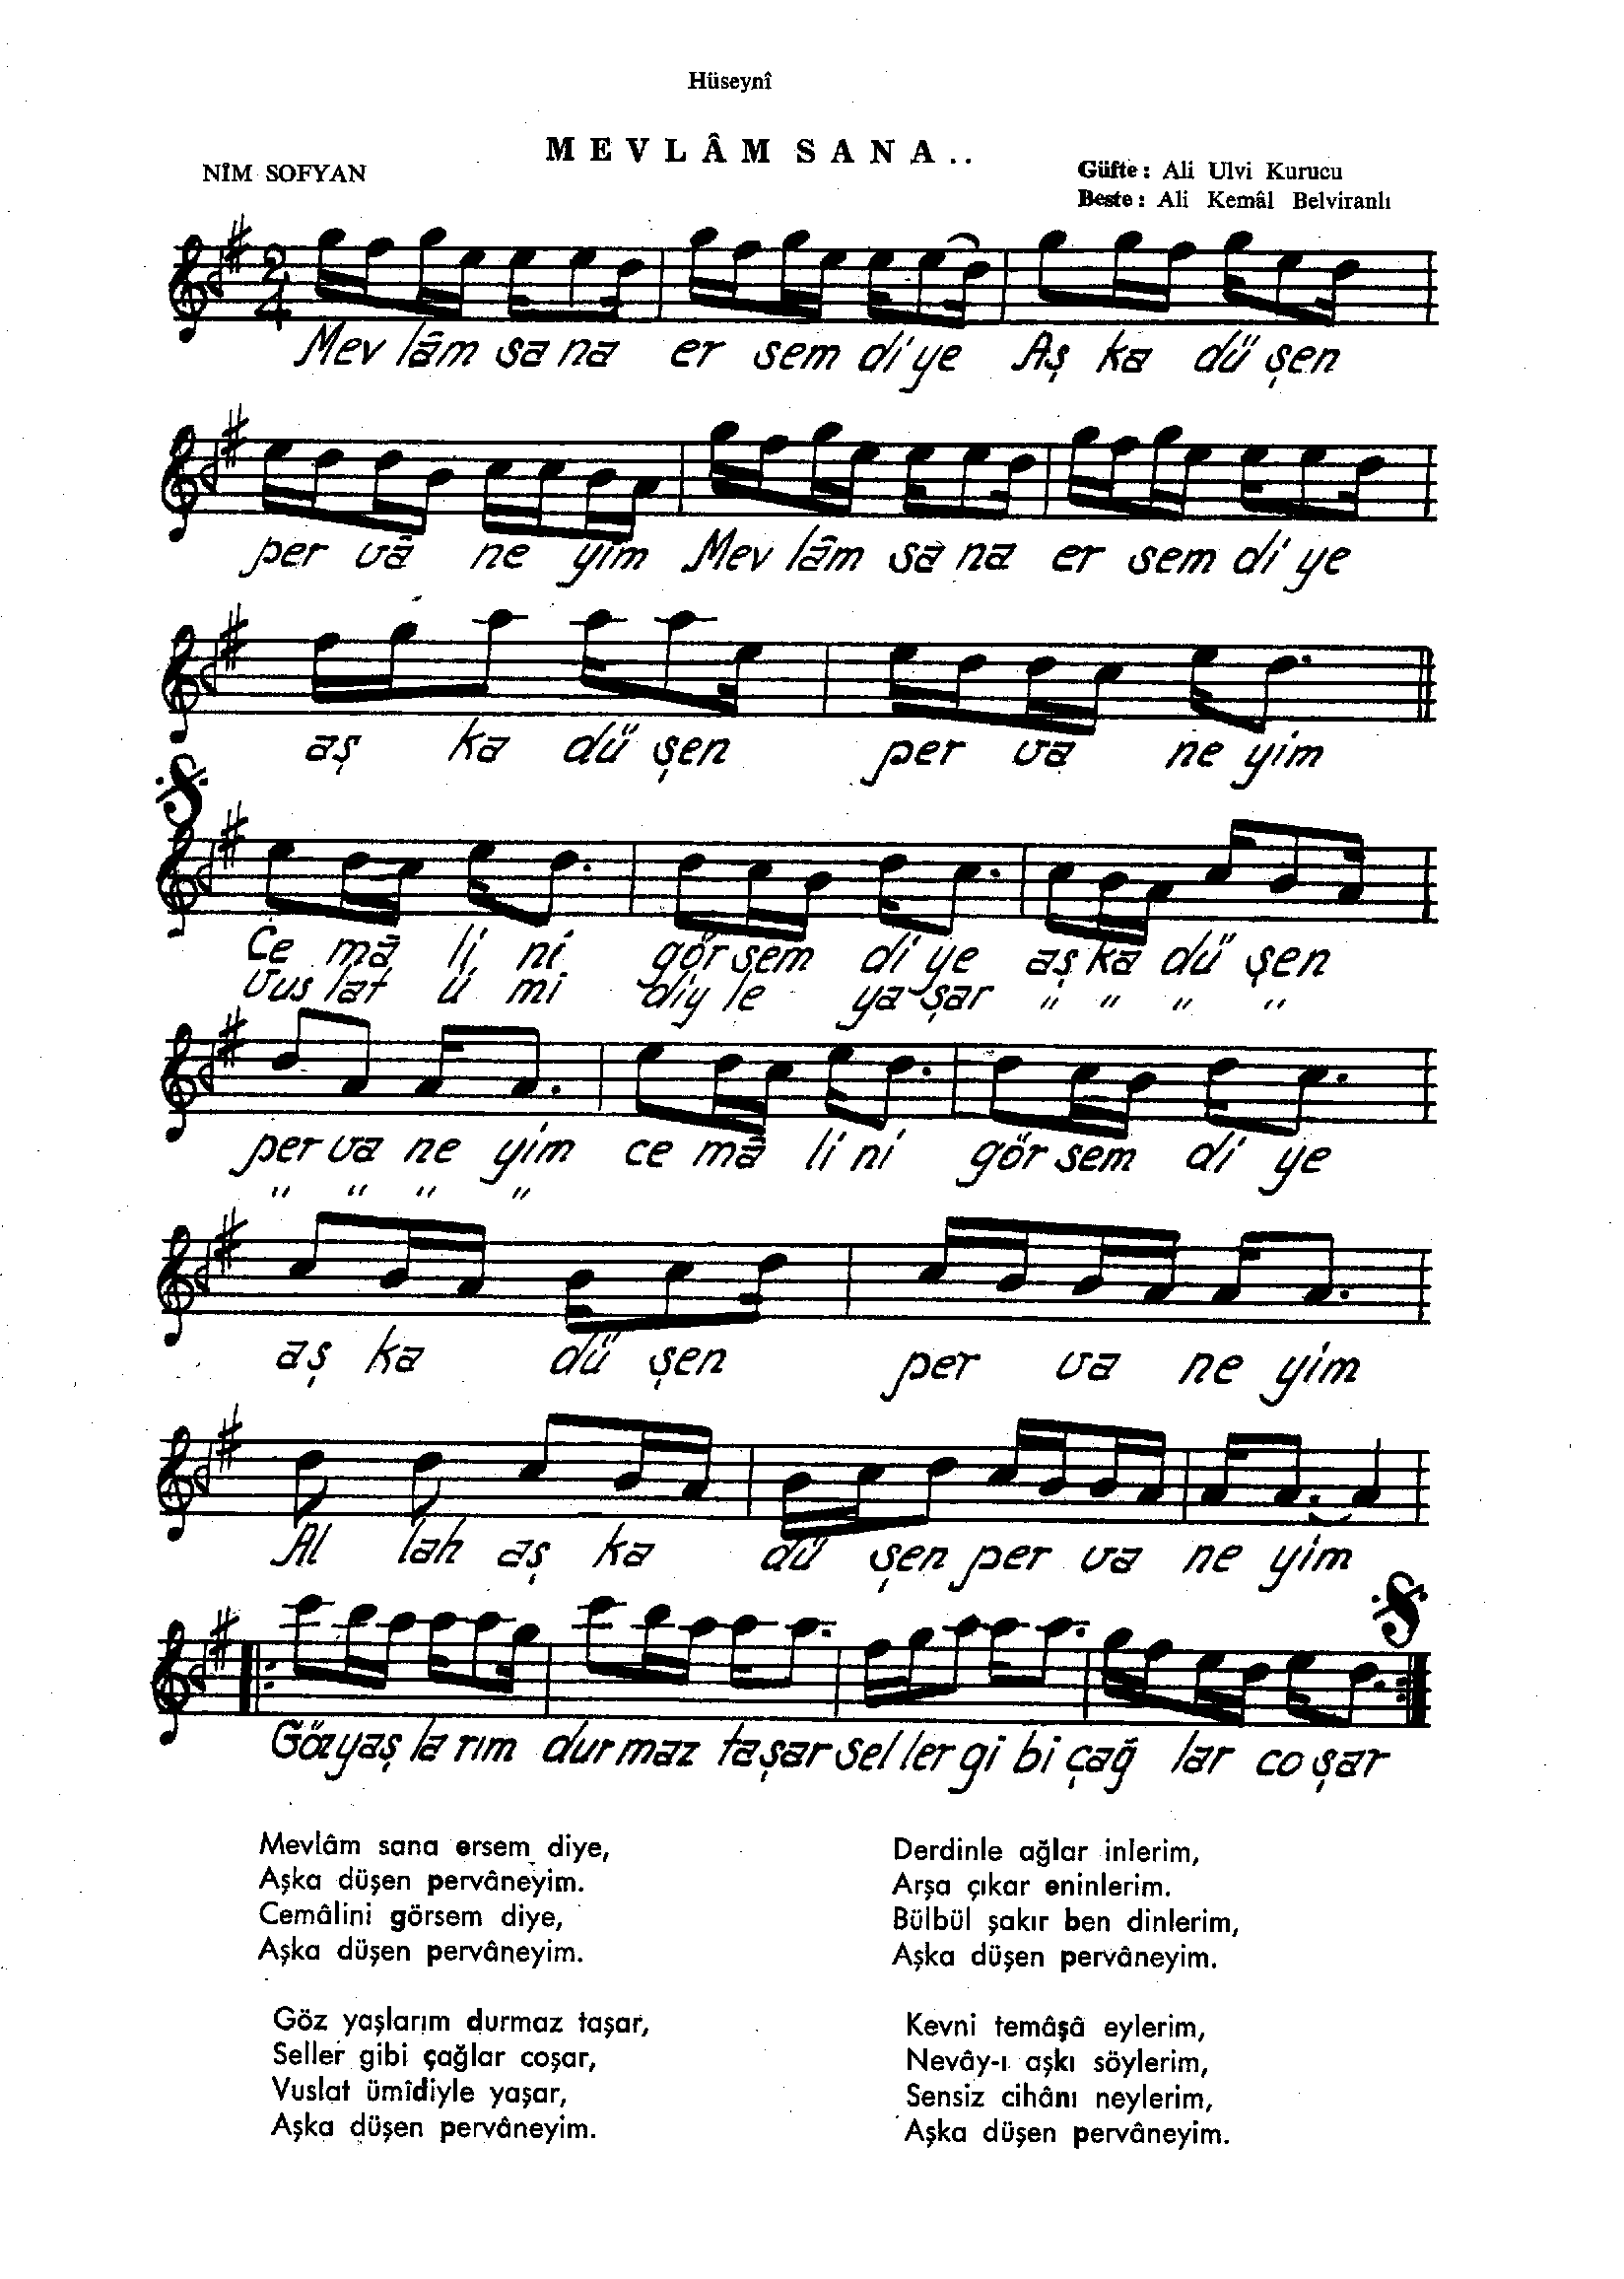 Hüseynî
MEVLÂM SANA..
NİM SOFYAN
Güfte : Ali Ulvi Kurucu
Beste : Ali Kemâl Belviranlı
2/4
Mev lâm sa na er sem di ye Aş ka dü şen
per vâ ne yim Mev lâm sa na er sem di ye
aş ka dü şen per va ne yim
Ce mâ li ni gör sem di ye aş ka dü şen
vus lat ü mi diy le ya şar " " " "
per va ne yim ce mâ li ni gör sem di ye
" " " "
aş ka dü şen per va ne yim
Al lah aş ka dü şen per va ne yim
Göz yaş la rım dur maz ta şar sel ler gi bi çağ lar co şar
Mevlâm sana ersem diye,
Aşka düşen pervâneyim.
Cemâlini görsem diye,
Aşka düşen pervâneyim.
Göz yaşlarım durmaz taşar,
Seller gibi çağlar coşar,
Vuslat ümîdiyle yaşar,
Aşka düşen pervâneyim.
Derdinle ağlar inlerim,
Arşa çıkar eninlerim.
Bülbül şakır ben dinlerim,
Aşka düşen pervâneyim.
Kevni temâşâ eylerim,
Nevây-ı aşkı söylerim,
Sensiz cihânı neylerim,
Aşka düşen pervâneyim.